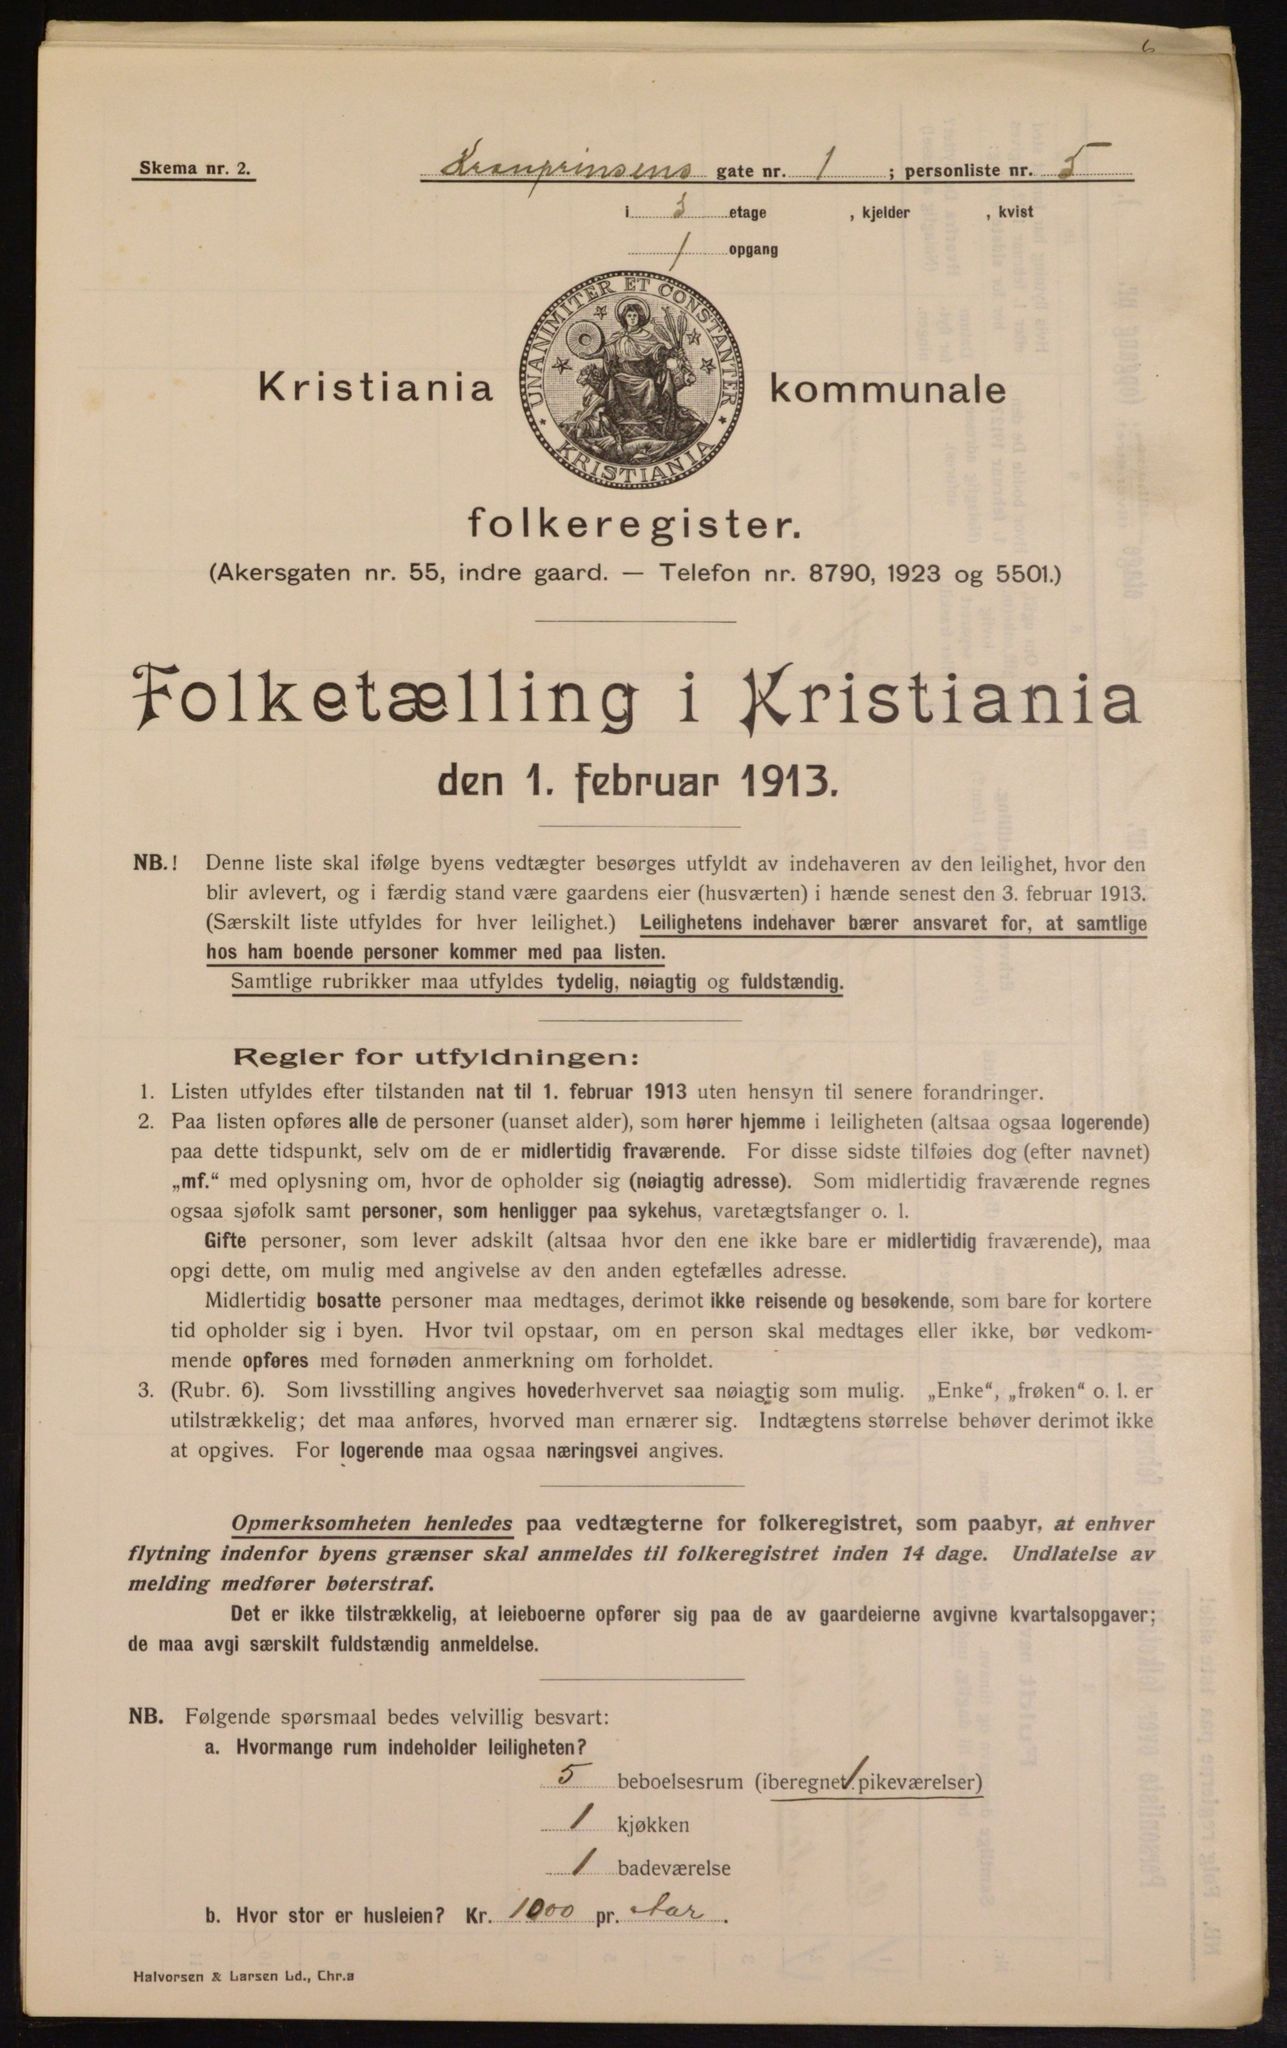 6
Skema nr. 2.
Kronprinsens gate nr. 1 ; personliste nr. 5
i 3 etage , kjelder , kvist
1 opgang
UNANIMITER ET CONSTANTER
KRISTIANIA
Kristiania kommunale
folkeregister.
(Akersgaten nr. 55, indre gaard. — Telefon nr. 8790, 1923 og 5501.)
Folketælling i Kristiania
den 1. februar 1913.
NB.! Denne liste skal ifølge byens vedtægter besørges utfyldt av indehaveren av den leilighet, hvor den
blir avlevert, og i færdig stand være gaardens eier (husværten) i hænde senest den 3. februar 1913.
(Særskilt liste utfyldes for hver leilighet.) Leilighetens indehaver bærer ansvaret for, at samtlige
hos ham boende personer kommer med paa listen.
Samtlige rubrikker maa utfyldes tydelig, nøiagtig og fuldstændig.
Regler for utfyldningen:
1. Listen utfyldes efter tilstanden nat til 1. februar 1913 uten hensyn til senere forandringer.
2. Paa listen opføres alle de personer (uanset alder), som hører hjemme i leiligheten (altsaa ogsaa logerende)
paa dette tidspunkt, selv om de er midlertidig fraværende. For disse sidste tilføies dog (efter navnet)
„mf.“ med oplysning om, hvor de opholder sig (nøiagtig adresse). Som midlertidig fraværende regnes
ogsaa sjøfolk samt personer, som henligger paa sykehus, varetægtsfanger o. l.
Gifte personer, som lever adskilt (altsaa hvor den ene ikke bare er midlertidig fraværende), maa
opgi dette, om mulig med angivelse av den anden egtefælles adresse.
Midlertidig bosatte personer maa medtages, derimot ikke reisende og besøkende, som bare for kortere
tid opholder sig i byen. Hvor tvil opstaar, om en person skal medtages eller ikke, bør vedkom-
mende opføres med fornøden anmerkning om forholdet.
3. (Rubr. 6). Som livsstilling angives hovederhvervet saa nøiagtig som mulig. „Enke“, „frøken“ o. l. er
utilstrækkelig; det maa anføres, hvorved man ernærer sig. Indtægtens størrelse behøver derimot ikke
at opgives. For logerende maa ogsaa næringsvei angives.
Opmerksomheten henledes paa vedtægterne for folkeregistret, som paabyr, at enhver
flytning indenfor byens grænser skal anmeldes til folkeregistret inden 14 dage. Undlatelse av
melding medfører bøterstraf.
Det er ikke tilstrækkelig, at leieboerne opfører sig paa de av gaardeierne avgivne kvartalsopgaver;
de maa avgi særskilt fuldstændig anmeldelse.
NB. Følgende spørsmaal bedes velvillig besvart:
a. Hvormange rum indeholder leiligheten?
5 beboelsesrum (iberegnet 1 pikeværelser)
1 kjøkken
1 badeværelse
b. Hvor stor er husleien? Kr. 1000 pr. Aar.
Halvorsen & Larsen Ld., Chr.a